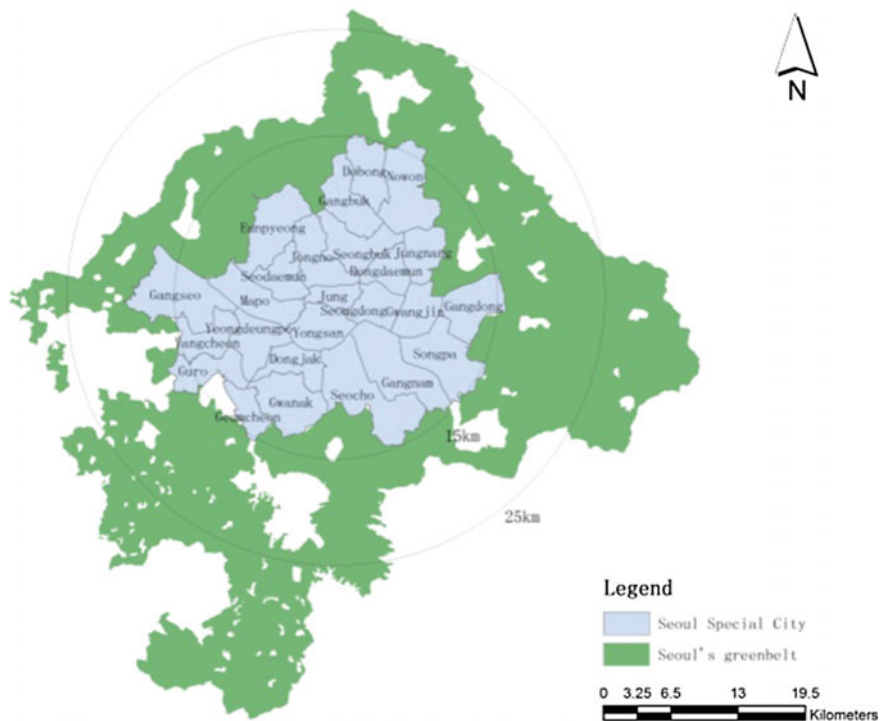 N
Dobong
Nowon
Gangbuk
Eunpyeong
Jongno
Seongbuk
Jungnang
Dongdaemun
Seodaemun
Gangseo
Mapo
Jung
Seongdong
Gwangjin
Gangdong
Yeongdeungpo
Yongsan
Yangcheon
Dongjak
Songpa
Guro
Gangnam
Seocho
Gwanak
Geumcheon
15km
25km
Legend
Seoul Special City
Seoul's greenbelt
0 3.25 6.5 13 19.5
Kilometers